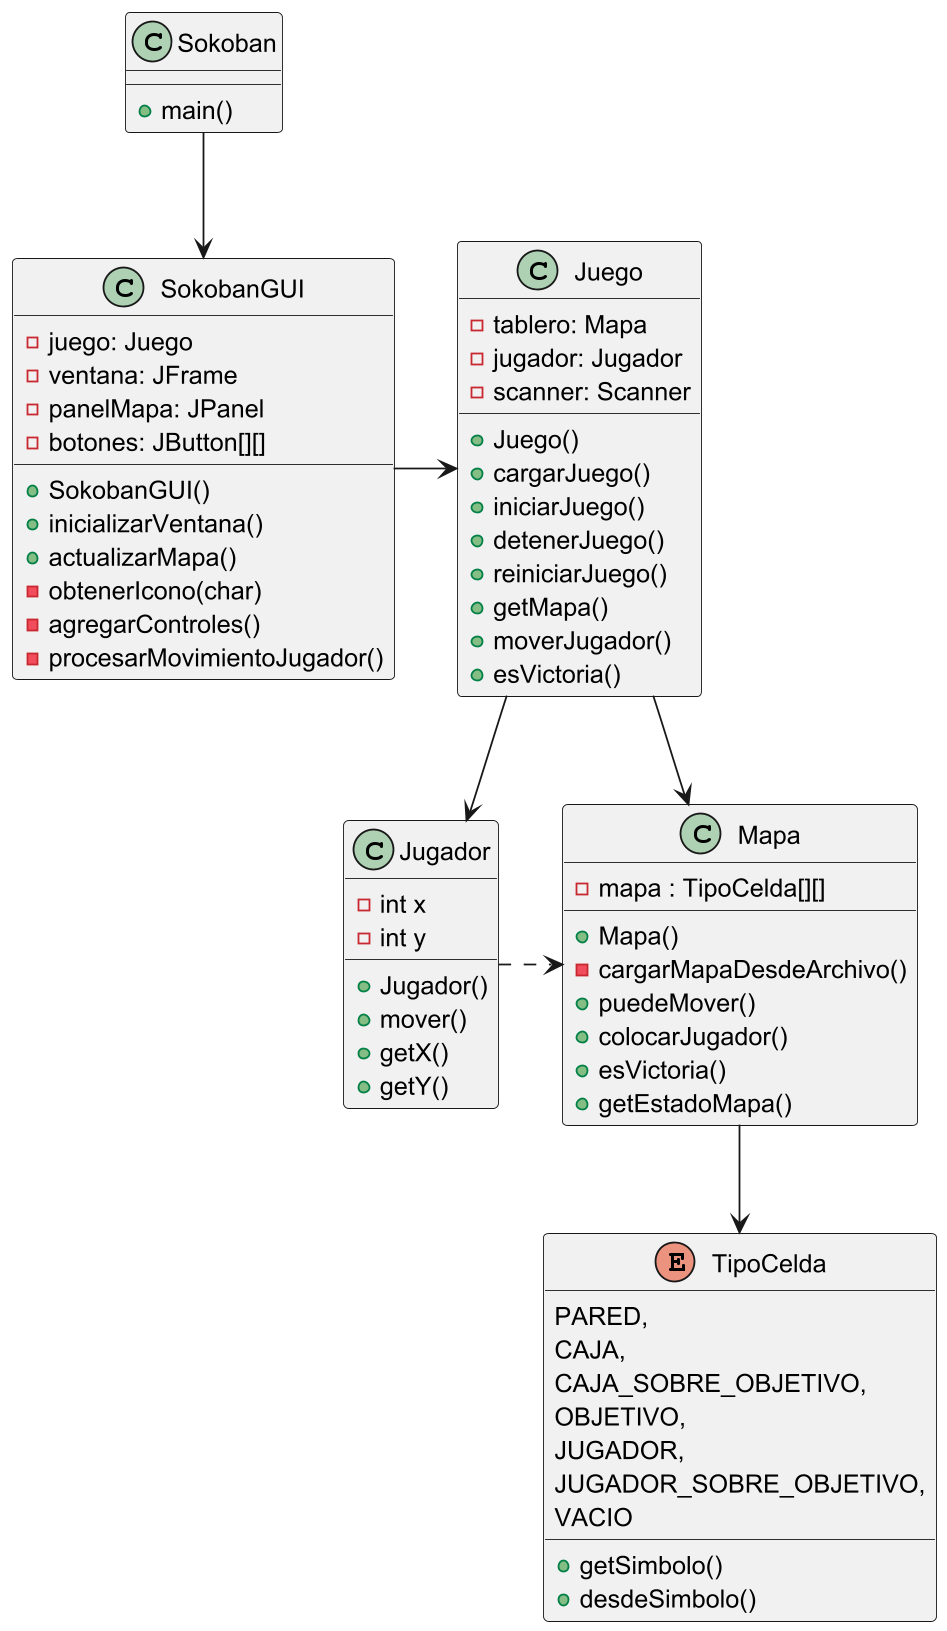 C Sokoban
main()
C SokobanGUI
juego: Juego
ventana: JFrame
panelMapa: JPanel
botones: JButton[][]
SokobanGUI()
inicializarVentana()
actualizarMapa()
obtenerIcono(char)
agregarControles()
procesarMovimientoJugador()
C Juego
tablero: Mapa
jugador: Jugador
scanner: Scanner
Juego()
cargarJuego()
iniciarJuego()
detenerJuego()
reiniciarJuego()
getMapa()
moverJugador()
esVictoria()
C Jugador
int x
int y
Jugador()
mover()
getX()
getY()
C Mapa
mapa : TipoCelda[][]
Mapa()
cargarMapaDesdeArchivo()
puedeMover()
colocarJugador()
esVictoria()
getEstadoMapa()
E TipoCelda
PARED,
CAJA,
CAJA_SOBRE_OBJETIVO,
OBJETIVO,
JUGADOR,
JUGADOR_SOBRE_OBJETIVO,
VACIO
getSimbolo()
desdeSimbolo()